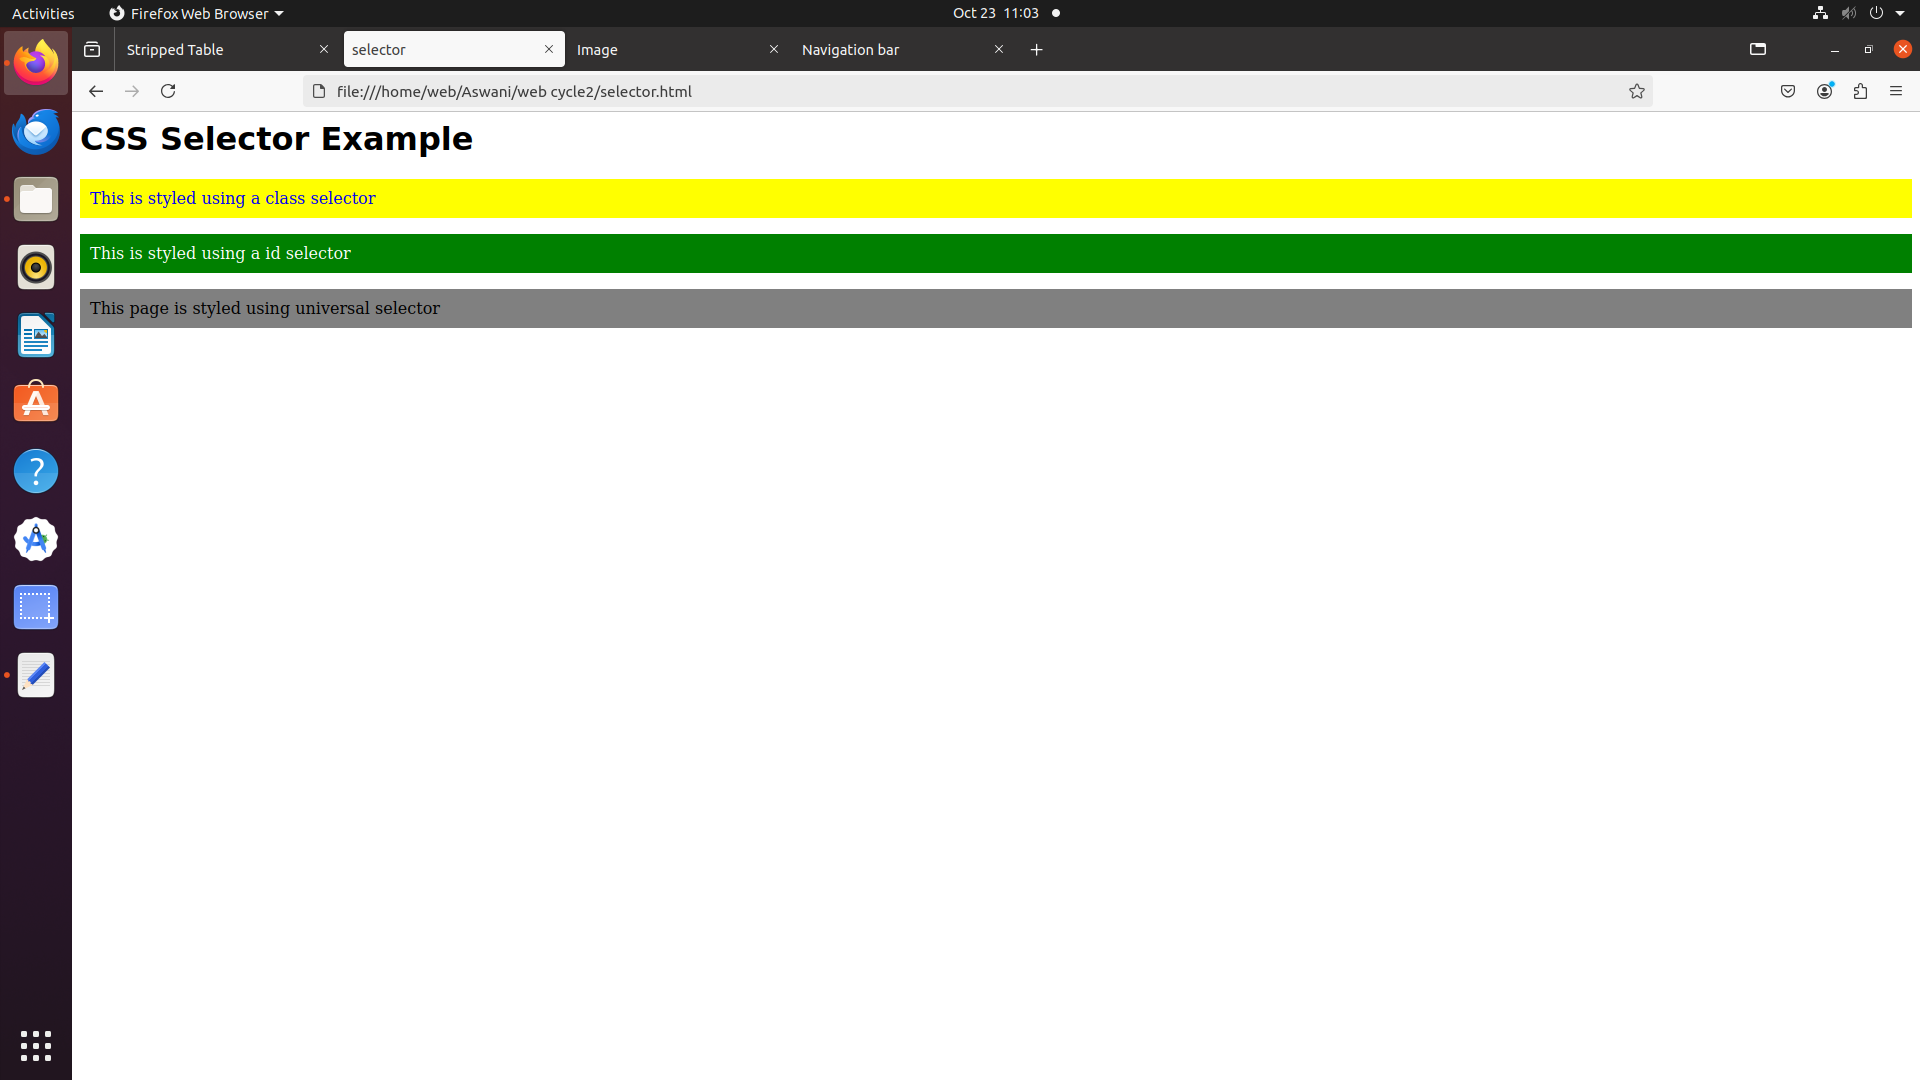 Activities
Firefox Web Browser
Oct 23 11:03
Stripped Table
selector
Image
Navigation bar
file:///home/web/Aswani/web cycle2/selector.html
CSS Selector Example
This is styled using a class selector
This is styled using a id selector
This page is styled using universal selector